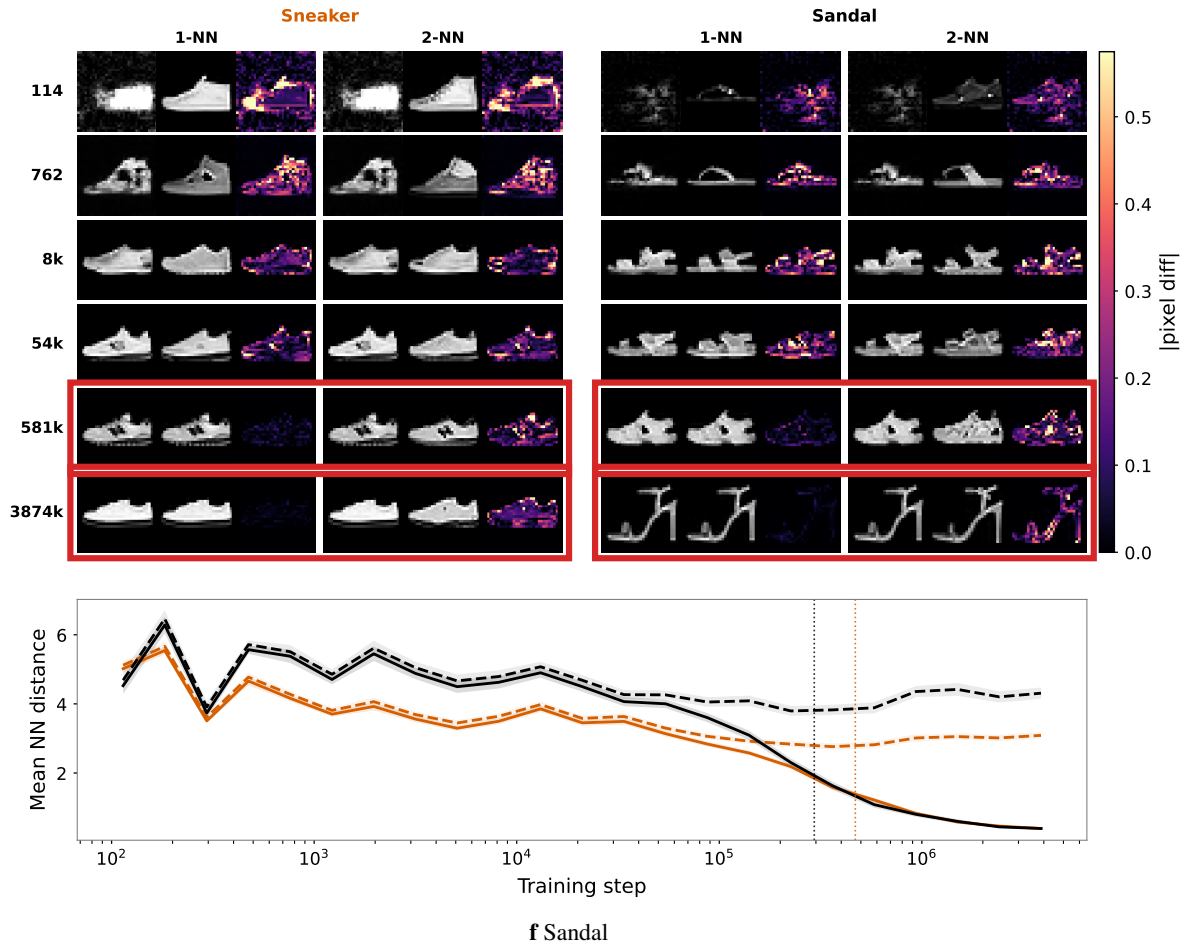 Sneaker Sandal
1-NN 2-NN 1-NN 2-NN
114
762
8k
54k
581k
3874k
0.5
0.4
0.3
0.2
0.1
0.0
|pixel diff|
6
4
2
Mean NN distance
10² 10³ 10⁴ 10⁵ 10⁶
Training step
f Sandal